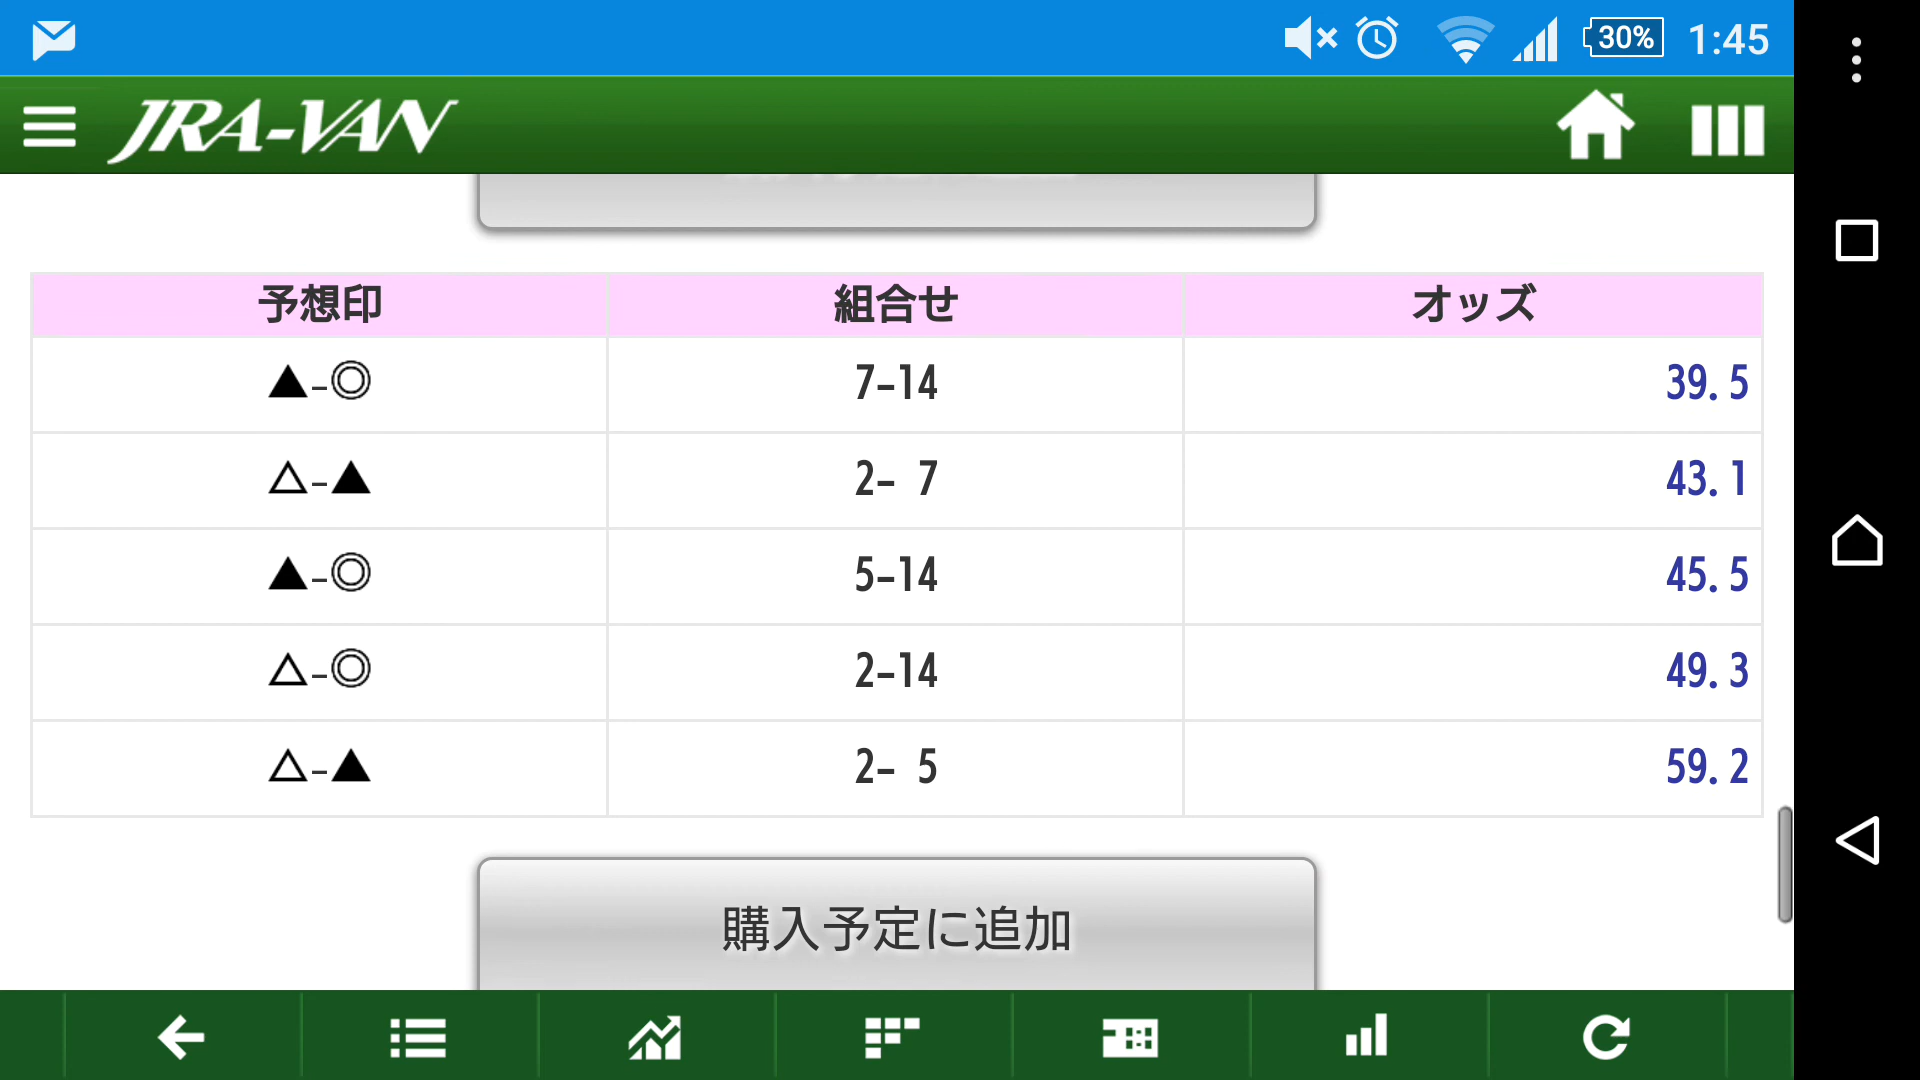 30% 1:45
JRA-VAN
予想印 組合せ オッズ
▲-◎ 7-14 39.5
△-▲ 2- 7 43.1
▲-◎ 5-14 45.5
△-◎ 2-14 49.3
△-▲ 2- 5 59.2
購入予定に追加